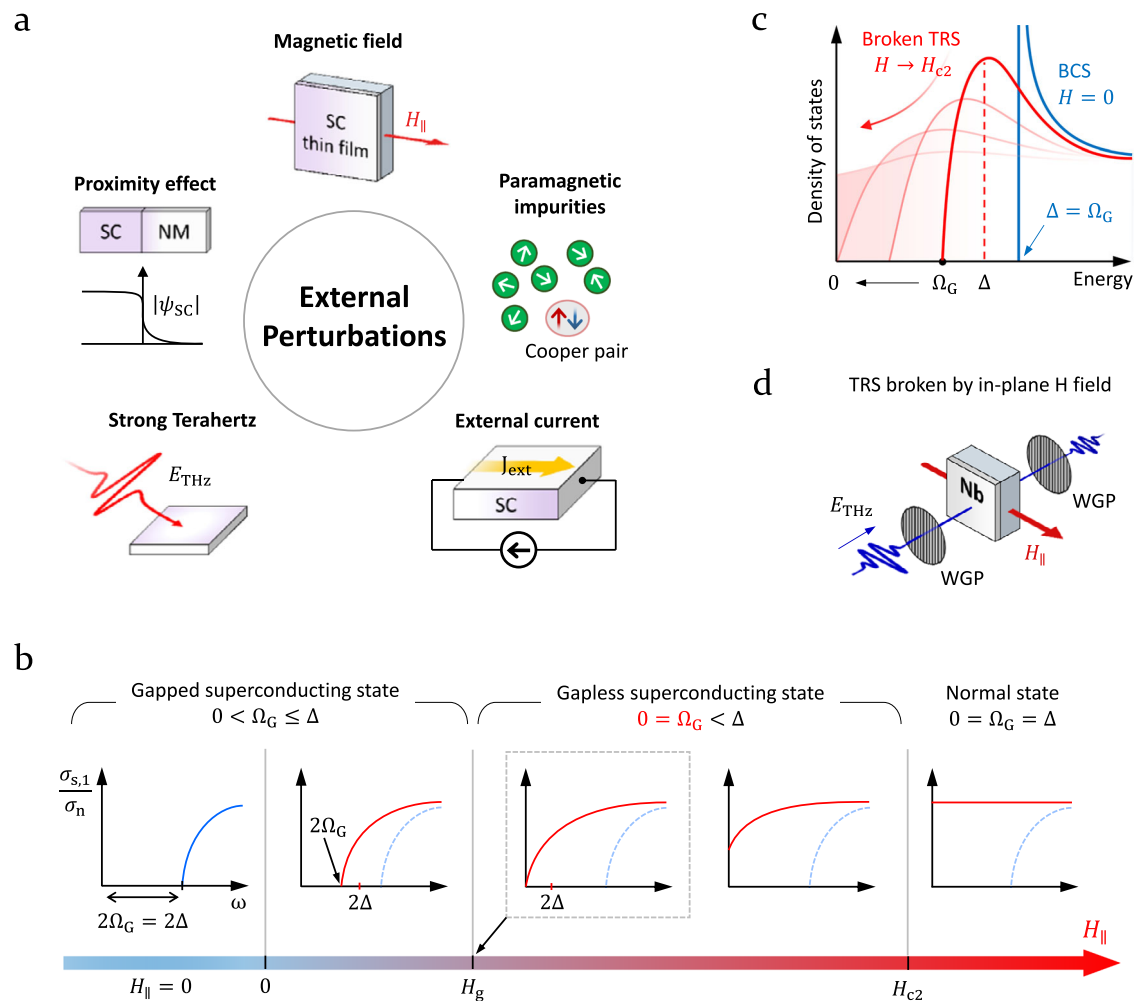 a
Magnetic field
SC
thin film
H∥
Proximity effect
SC
NM
|ψSC|
Paramagnetic
impurities
Cooper pair
External
Perturbations
Strong Terahertz
ETHz
External current
Jext
SC
c
Density of states
Broken TRS
H → Hc2
BCS
H = 0
Δ = ΩG
0
ΩG
Δ
Energy
d
TRS broken by in-plane H field
Nb
WGP
ETHz
H∥
WGP
b
Gapped superconducting state
0 < ΩG ≤ Δ
Gapless superconducting state
0 = ΩG < Δ
Normal state
0 = ΩG = Δ
σs,1
σn
2ΩG = 2Δ
ω
2ΩG
2Δ
2Δ
H∥
H∥ = 0
0
Hg
Hc2